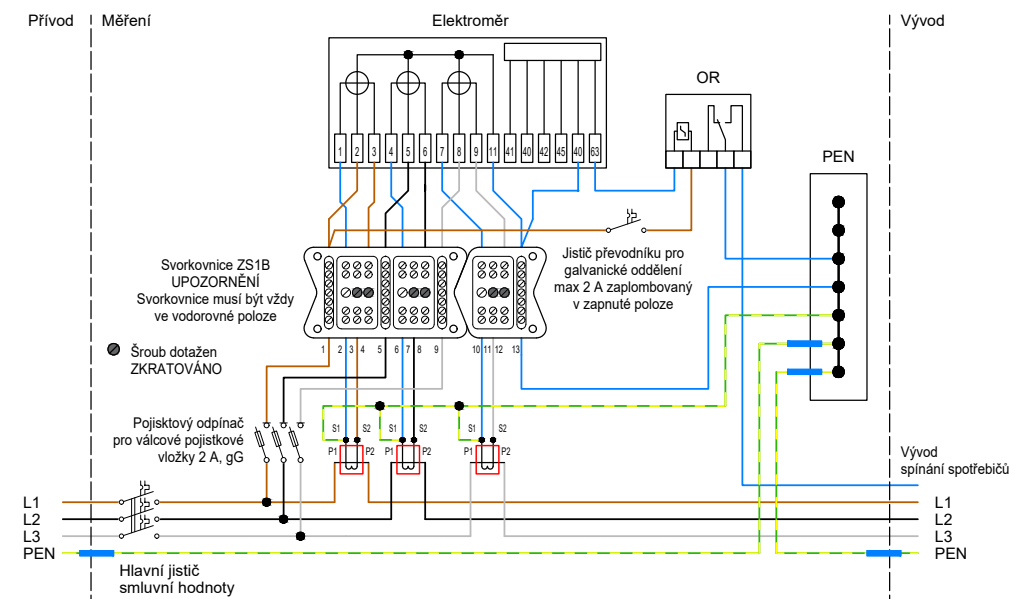 Přívod
Měření
Elektroměr
Vývod
OR
PEN
1 2 3 4 5 6 7 8 9 11 41 40 42 45 40 63
Svorkovnice ZS1B
UPOZORNĚNÍ
Svorkovnice musí být vždy
ve vodorovné poloze
Jistič převodníku pro
galvanické oddělení
max 2 A zaplombovaný
v zapnuté poloze
1 2 3 4 5 6 7 8 9 10 11 12 13
Šroub dotažen
ZKRATOVÁNO
Pojisktový odpínač
pro válcové pojistkové
vložky 2 A, gG
S1 S2 S1 S2 S1 S2
P1 P2 P1 P2 P1 P2
Vývod
spínání spotřebičů
L1 L1
L2 L2
L3 L3
PEN PEN
Hlavní jistič
smluvní hodnoty